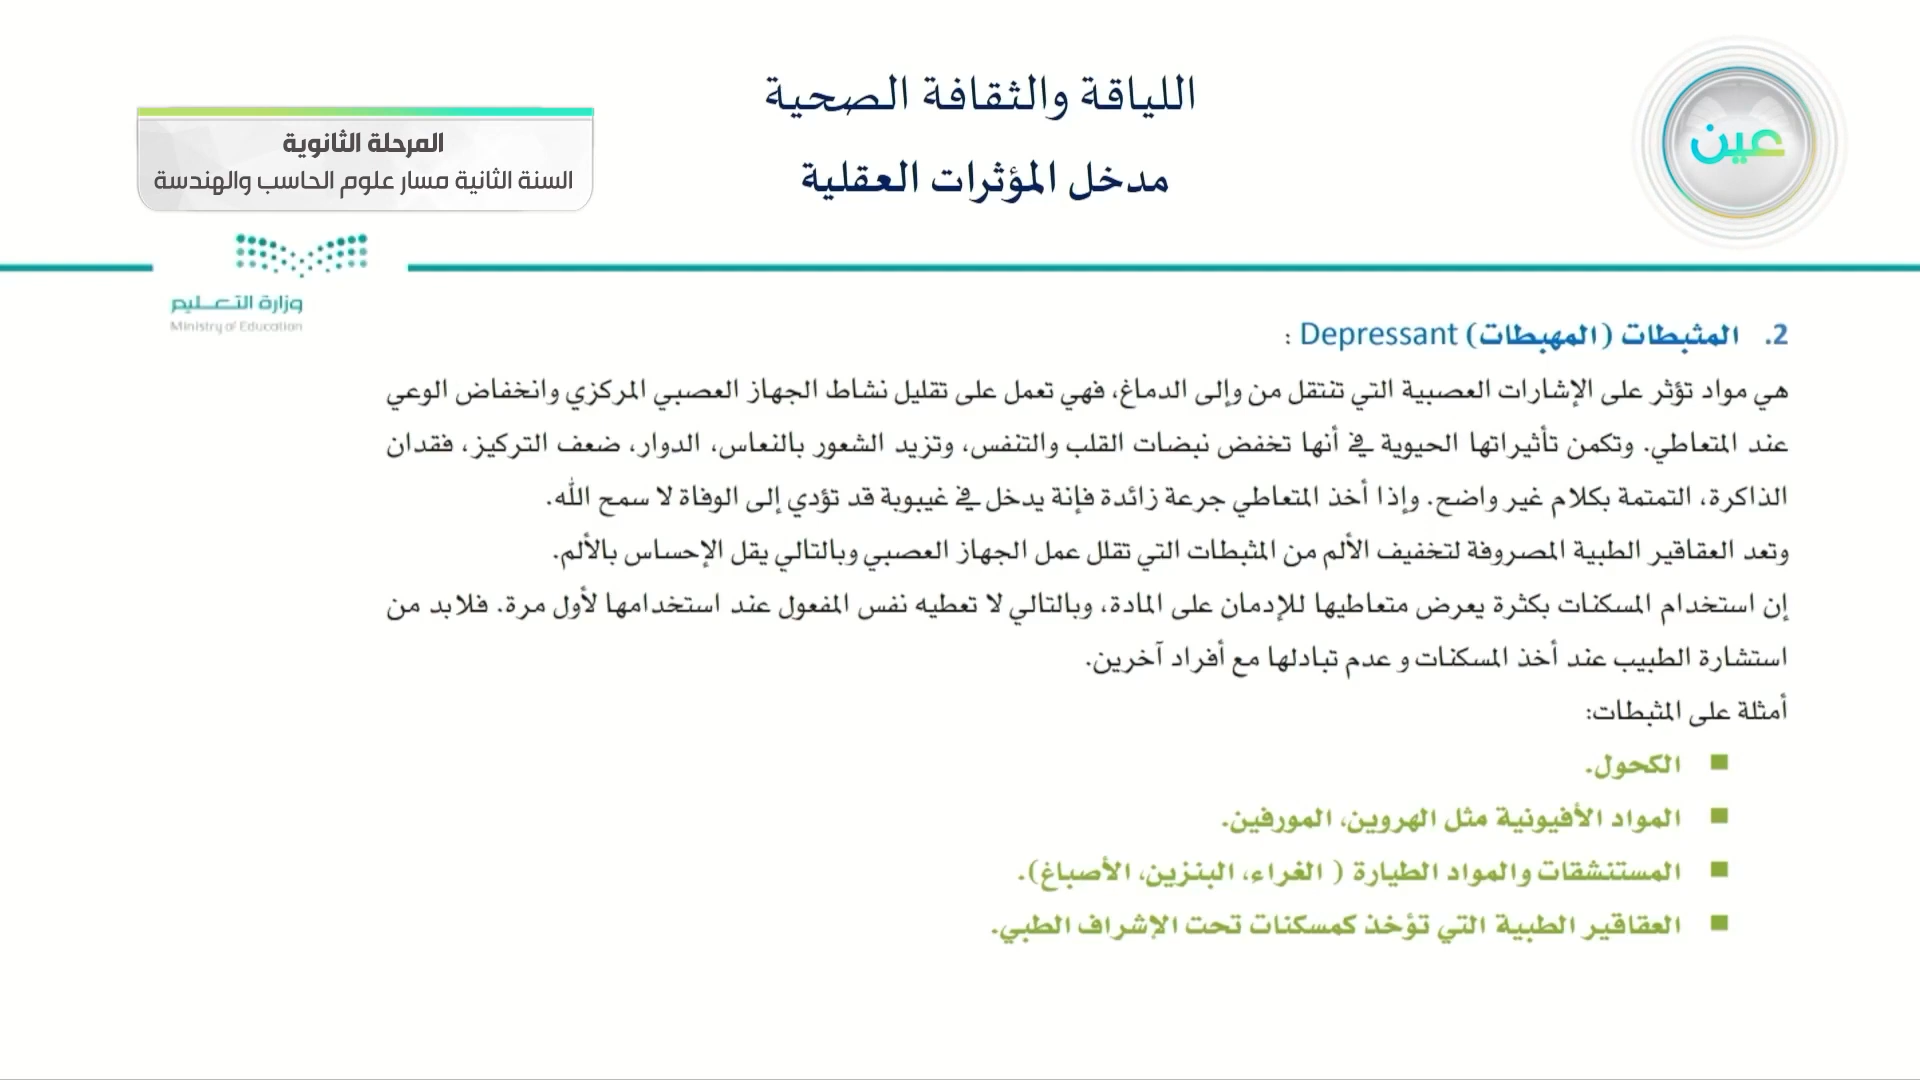 اللياقة والثقافة الصحية
مدخل المؤثرات العقلية
عين
المرحلة الثانوية
السنة الثانية مسار علوم الحاسب والهندسة
وزارة التعليم
Ministry of Education
2. المثبطات (المهبطات) Depressant :
هي مواد تؤثر على الإشارات العصبية التي تنتقل من وإلى الدماغ، فهي تعمل على تقليل نشاط الجهاز العصبي المركزي وانخفاض الوعي
عند المتعاطي. وتكمن تأثيراتها الحيوية في أنها تخفض نبضات القلب والتنفس، وتزيد الشعور بالنعاس، الدوار، ضعف التركيز، فقدان
الذاكرة، التمتمة بكلام غير واضح. وإذا أخذ المتعاطي جرعة زائدة فإنة يدخل في غيبوبة قد تؤدي إلى الوفاة لا سمح الله.
وتعد العقاقير الطبية المصروفة لتخفيف الألم من المثبطات التي تقلل عمل الجهاز العصبي وبالتالي يقل الإحساس بالألم.
إن استخدام المسكنات بكثرة يعرض متعاطيها للإدمان على المادة، وبالتالي لا تعطيه نفس المفعول عند استخدامها لأول مرة. فلابد من
استشارة الطبيب عند أخذ المسكنات و عدم تبادلها مع أفراد آخرين.
أمثلة على المثبطات:
■ الكحول.
■ المواد الأفيونية مثل الهروين، المورفين.
■ المستنشقات والمواد الطيارة ( الغراء، البنزين، الأصباغ).
■ العقاقير الطبية التي تؤخذ كمسكنات تحت الإشراف الطبي.